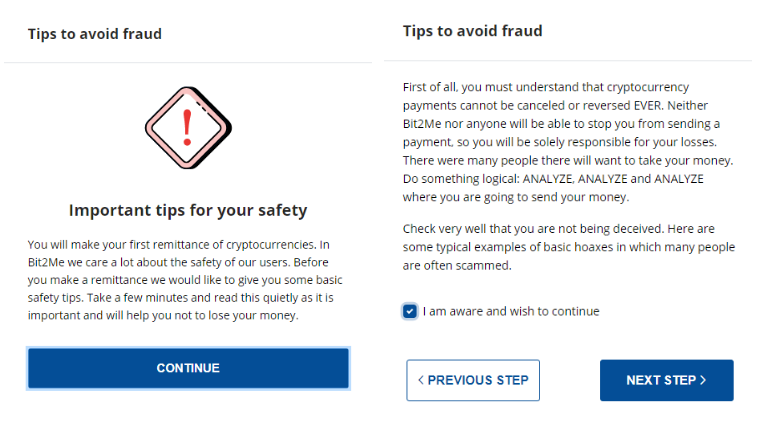 Tips to avoid fraud
Important tips for your safety
You will make your first remittance of cryptocurrencies. In
Bit2Me we care a lot about the safety of our users. Before
you make a remittance we would like to give you some basic
safety tips. Take a few minutes and read this quietly as it is
important and will help you not to lose your money.
CONTINUE
Tips to avoid fraud
First of all, you must understand that cryptocurrency
payments cannot be canceled or reversed EVER. Neither
Bit2Me nor anyone will be able to stop you from sending a
payment, so you will be solely responsible for your losses.
There were many people there will want to take your money.
Do something logical: ANALYZE, ANALYZE and ANALYZE
where you are going to send your money.
Check very well that you are not being deceived. Here are
some typical examples of basic hoaxes in which many people
are often scammed.
I am aware and wish to continue
< PREVIOUS STEP
NEXT STEP >